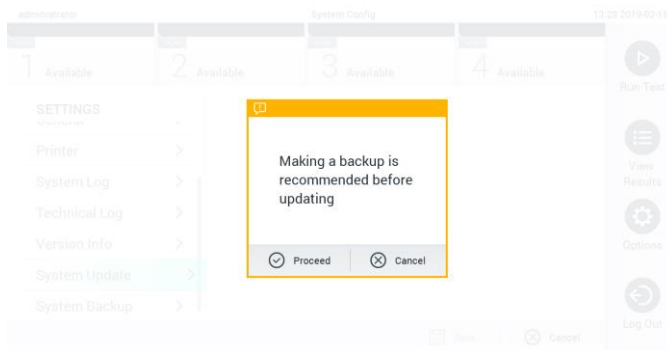 administrator System Config 13:28 2019-02-16
1 Available 2 Available 3 Available 4 Available
Run Test
SETTINGS
Printer
System Log
Technical Log
Version Info
System Update
System Backup
Making a backup is
recommended before
updating
Proceed Cancel
View
Results
Options
Log Out
Save Cancel